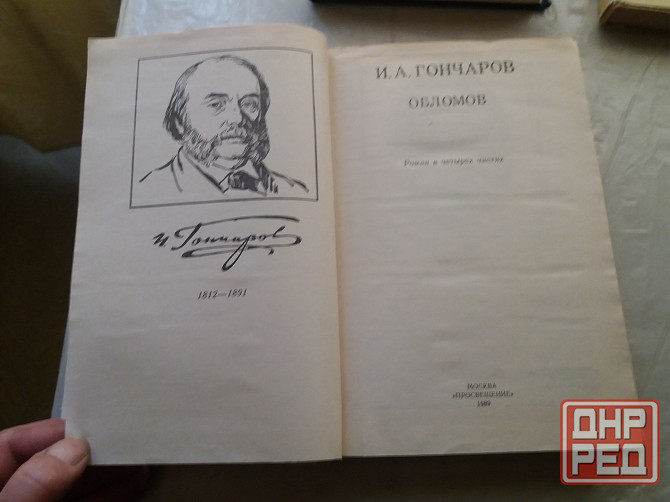 И. Гончаров
1812—1891
И. А. ГОНЧАРОВ
ОБЛОМОВ
Роман в четырех частях
МОСКВА
«ПРОСВЕЩЕНИЕ»
1989
ДНР
РЕД